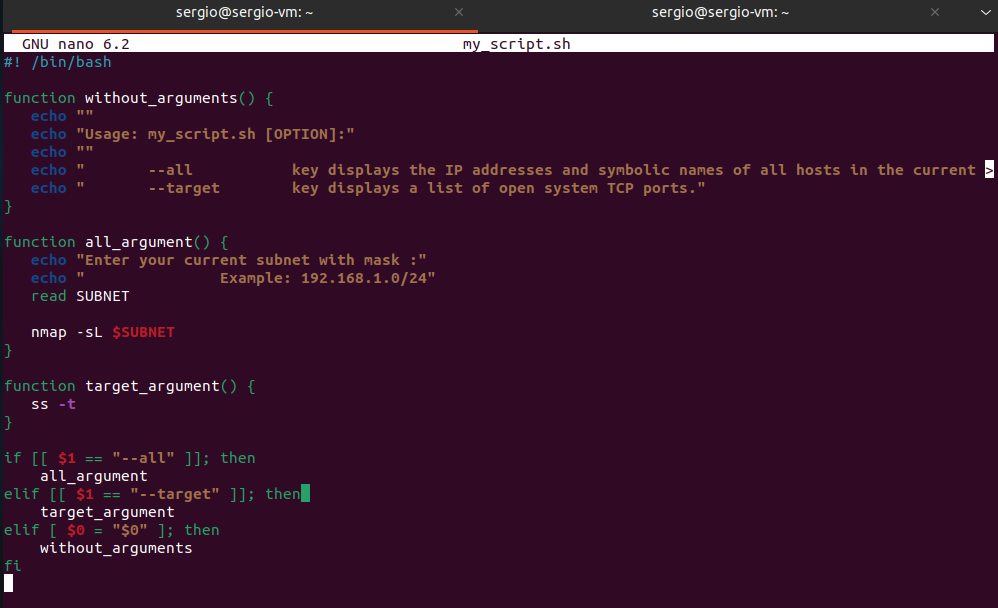 sergio@sergio-vm: ~ × sergio@sergio-vm: ~ ×
GNU nano 6.2 my_script.sh
#! /bin/bash
function without_arguments() {
echo ""
echo "Usage: my_script.sh [OPTION]:"
echo ""
echo "       --all           key displays the IP addresses and symbolic names of all hosts in the current >
echo "       --target        key displays a list of open system TCP ports."
}
function all_argument() {
echo "Enter your current subnet with mask :"
echo "               Example: 192.168.1.0/24"
read SUBNET
nmap -sL $SUBNET
}
function target_argument() {
ss -t
}
if [[ $1 == "--all" ]]; then
all_argument
elif [[ $1 == "--target" ]]; then
target_argument
elif [ $0 = "$0" ]; then
without_arguments
fi